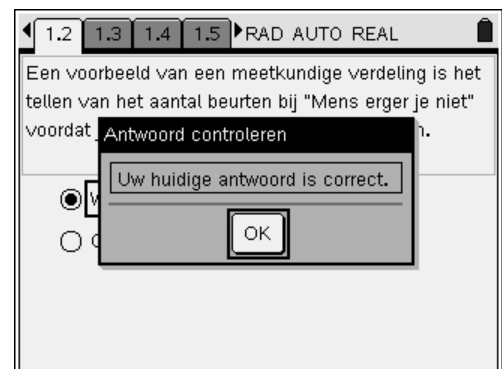 1.2 1.3 1.4 1.5 RAD AUTO REAL
Een voorbeeld van een meetkundige verdeling is het
tellen van het aantal beurten bij "Mens erger je niet"
voordat
Antwoord controleren
Uw huidige antwoord is correct.
OK